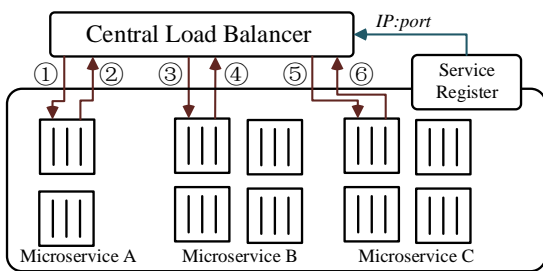 Central Load Balancer
IP:port
① ② ③ ④ ⑤ ⑥
Service
Register
Microservice A
Microservice B
Microservice C